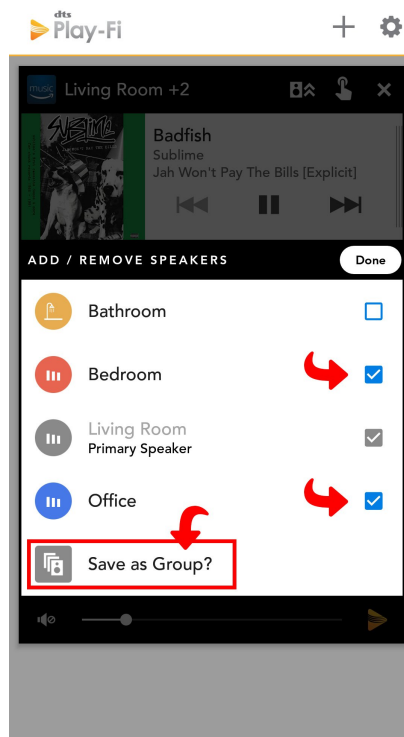 dts
Play-Fi
music
Living Room +2
SUBLIME
Badfish
Sublime
Jah Won't Pay The Bills [Explicit]
ADD / REMOVE SPEAKERS
Done
Bathroom
Bedroom
Living Room
Primary Speaker
Office
Save as Group?